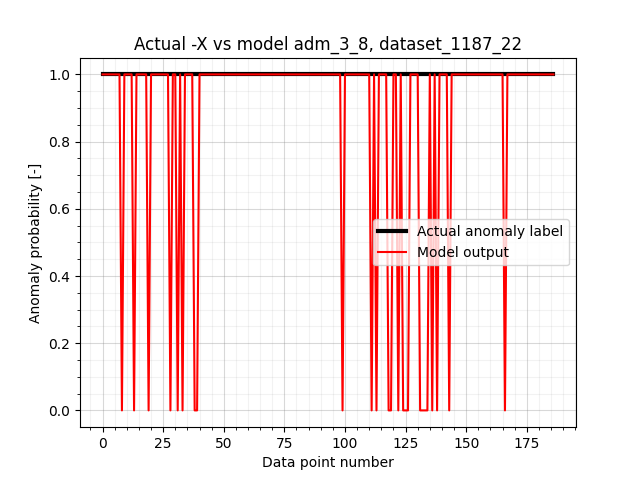 Actual -X vs model adm_3_8, dataset_1187_22
Anomaly probability [-]
1.0
0.8
0.6
0.4
0.2
0.0
Actual anomaly label
Model output
0 25 50 75 100 125 150 175
Data point number